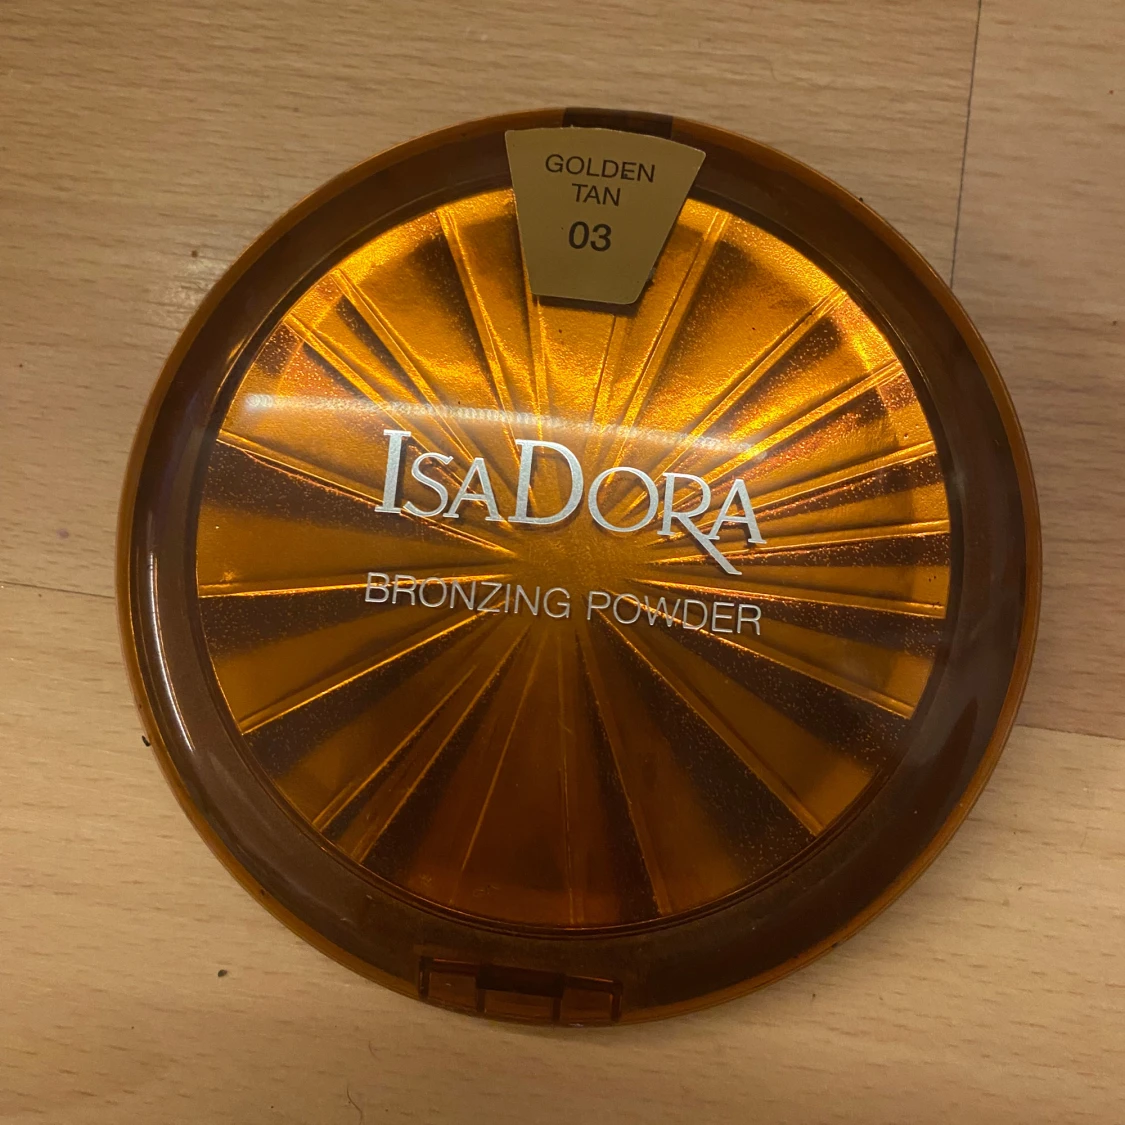 GOLDEN
TAN
03
ISADORA
BRONZING POWDER